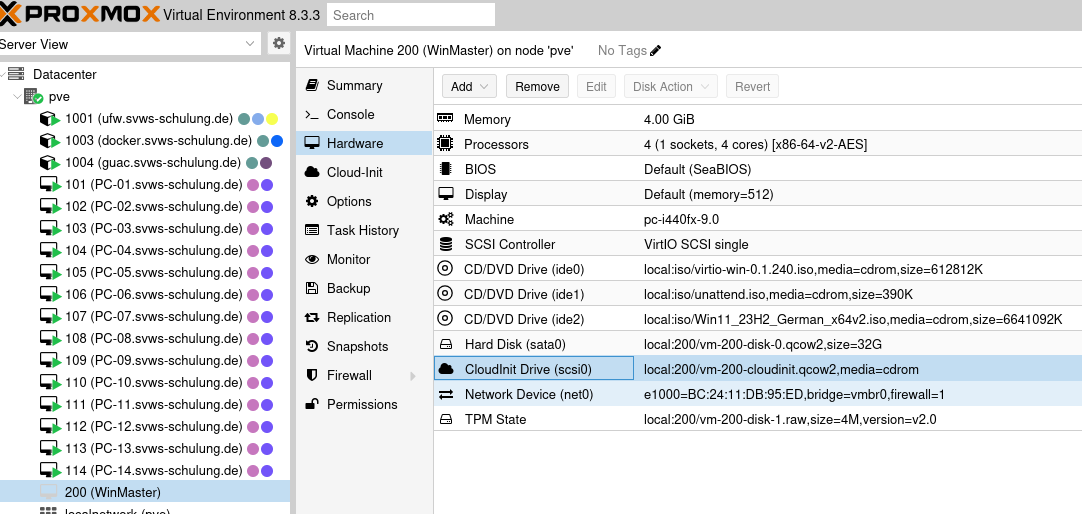 PROXMOX Virtual Environment 8.3.3 Search
Server View
Virtual Machine 200 (WinMaster) on node 'pve' No Tags
Datacenter
pve
1001 (ufw.svws-schulung.de)
1003 (docker.svws-schulung.de)
1004 (guac.svws-schulung.de)
101 (PC-01.svws-schulung.de)
102 (PC-02.svws-schulung.de)
103 (PC-03.svws-schulung.de)
104 (PC-04.svws-schulung.de)
105 (PC-05.svws-schulung.de)
106 (PC-06.svws-schulung.de)
107 (PC-07.svws-schulung.de)
108 (PC-08.svws-schulung.de)
109 (PC-09.svws-schulung.de)
110 (PC-10.svws-schulung.de)
111 (PC-11.svws-schulung.de)
112 (PC-12.svws-schulung.de)
113 (PC-13.svws-schulung.de)
114 (PC-14.svws-schulung.de)
200 (WinMaster)
localnetwork (pve)
Summary
Console
Hardware
Cloud-Init
Options
Task History
Monitor
Backup
Replication
Snapshots
Firewall
Permissions
Add Remove Edit Disk Action Revert
Memory 4.00 GiB
Processors 4 (1 sockets, 4 cores) [x86-64-v2-AES]
BIOS Default (SeaBIOS)
Display Default (memory=512)
Machine pc-i440fx-9.0
SCSI Controller VirtIO SCSI single
CD/DVD Drive (ide0) local:iso/virtio-win-0.1.240.iso,media=cdrom,size=612812K
CD/DVD Drive (ide1) local:iso/unattend.iso,media=cdrom,size=390K
CD/DVD Drive (ide2) local:iso/Win11_23H2_German_x64v2.iso,media=cdrom,size=6641092K
Hard Disk (sata0) local:200/vm-200-disk-0.qcow2,size=32G
CloudInit Drive (scsi0) local:200/vm-200-cloudinit.qcow2,media=cdrom
Network Device (net0) e1000=BC:24:11:DB:95:ED,bridge=vmbr0,firewall=1
TPM State local:200/vm-200-disk-1.raw,size=4M,version=v2.0